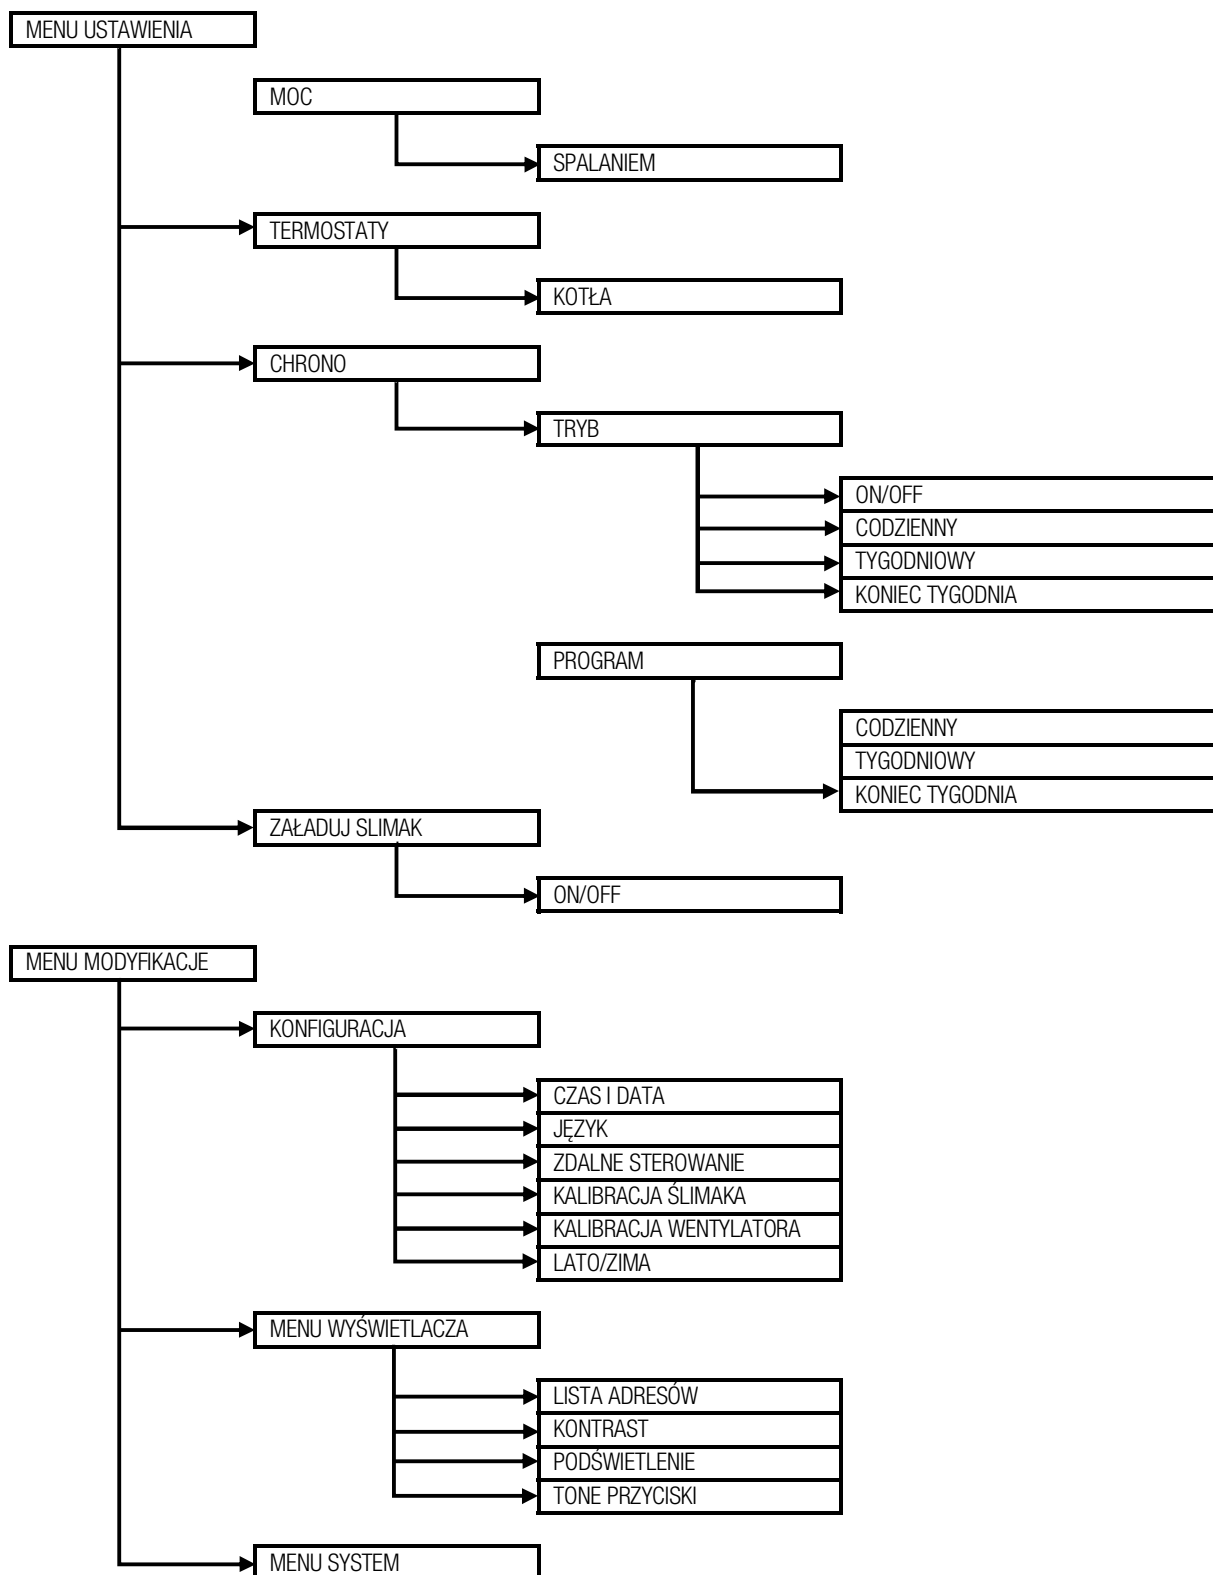 MENU USTAWIENIA
MOC
SPALANIEM
TERMOSTATY
KOTŁA
CHRONO
TRYB
ON/OFF
CODZIENNY
TYGODNIOWY
KONIEC TYGODNIA
PROGRAM
CODZIENNY
TYGODNIOWY
KONIEC TYGODNIA
ZAŁADUJ SLIMAK
ON/OFF
MENU MODYFIKACJE
KONFIGURACJA
CZAS I DATA
JĘZYK
ZDALNE STEROWANIE
KALIBRACJA ŚLIMAKA
KALIBRACJA WENTYLATORA
LATO/ZIMA
MENU WYŚWIETLACZA
LISTA ADRESÓW
KONTRAST
PODŚWIETLENIE
TONE PRZYCISKI
MENU SYSTEM